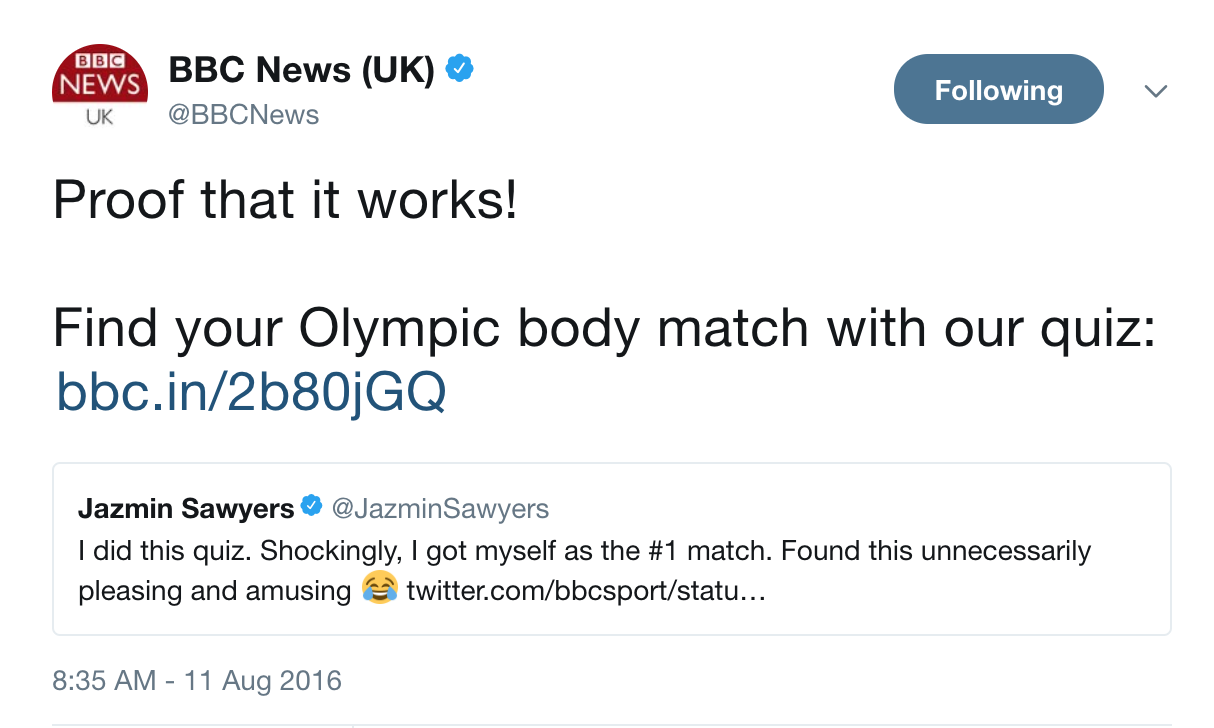 BBC
NEWS
UK
BBC News (UK)
@BBCNews
Following
Proof that it works!
Find your Olympic body match with our quiz:
bbc.in/2b80jGQ
Jazmin Sawyers @JazminSawyers
I did this quiz. Shockingly, I got myself as the #1 match. Found this unnecessarily
pleasing and amusing 😂 twitter.com/bbcsport/statu…
8:35 AM - 11 Aug 2016